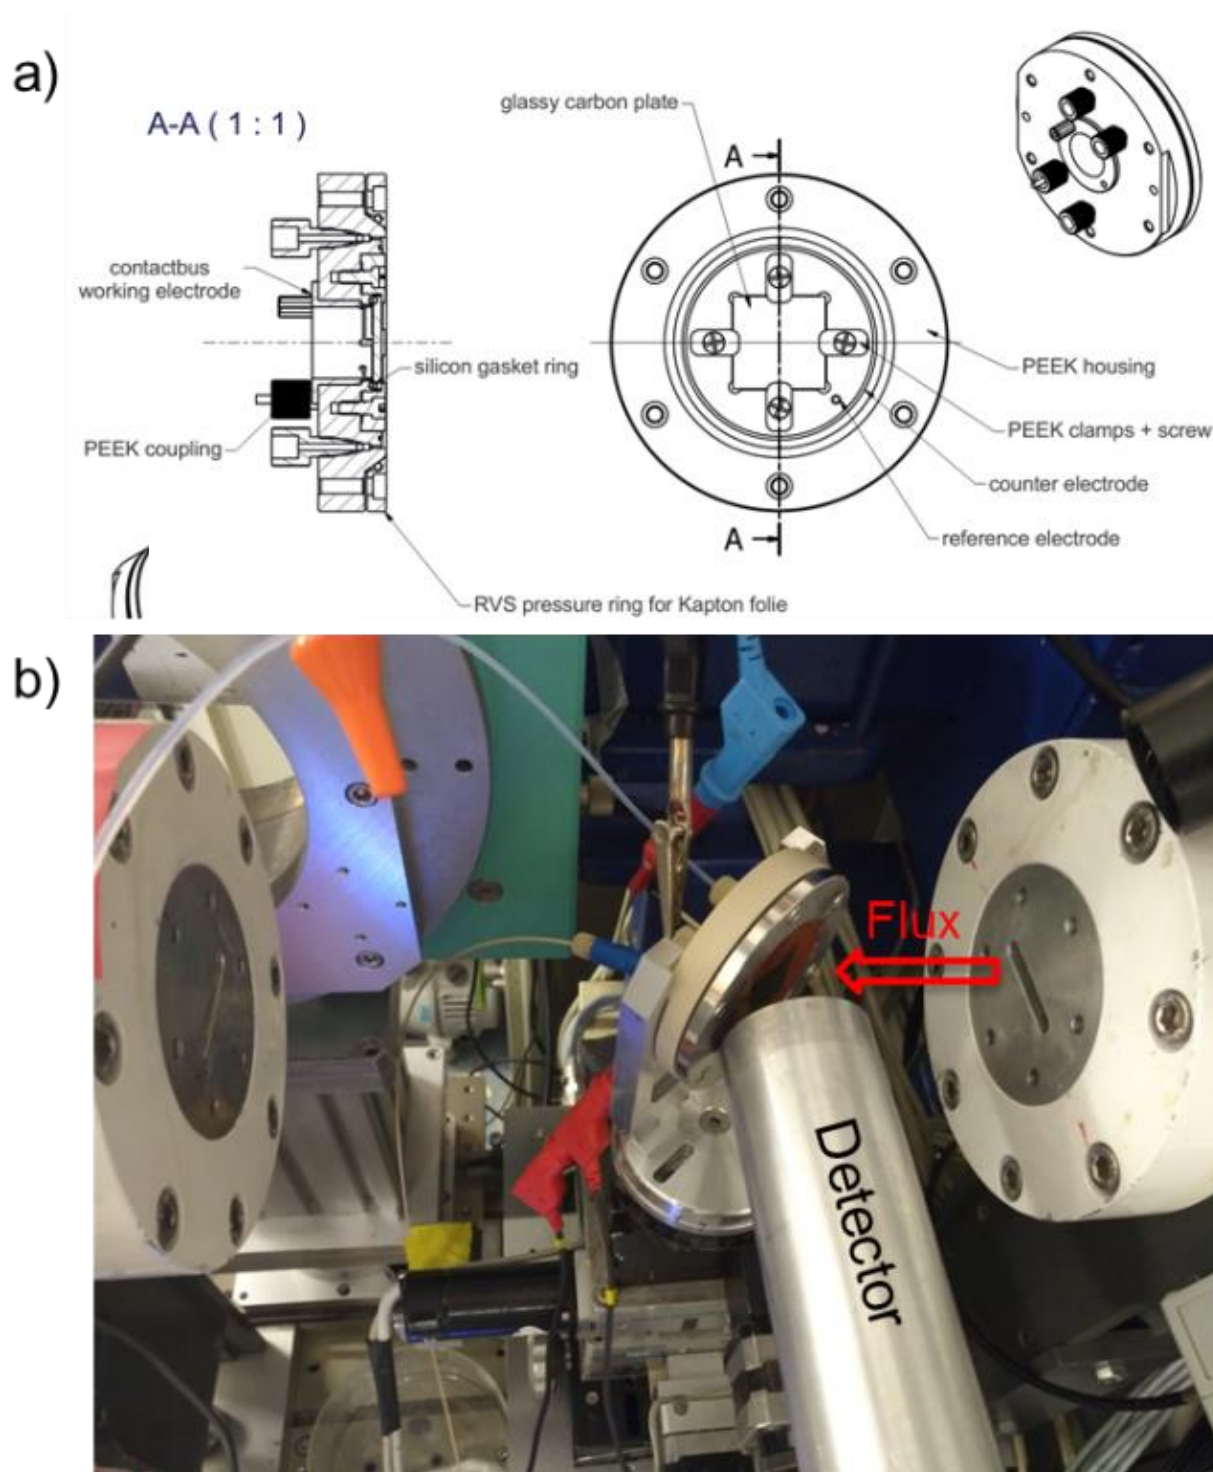 a)
A-A ( 1 : 1 )
glassy carbon plate
A
contactbus
working electrode
silicon gasket ring
PEEK housing
PEEK coupling
PEEK clamps + screw
counter electrode
A
reference electrode
RVS pressure ring for Kapton folie
b)
Flux
Detector